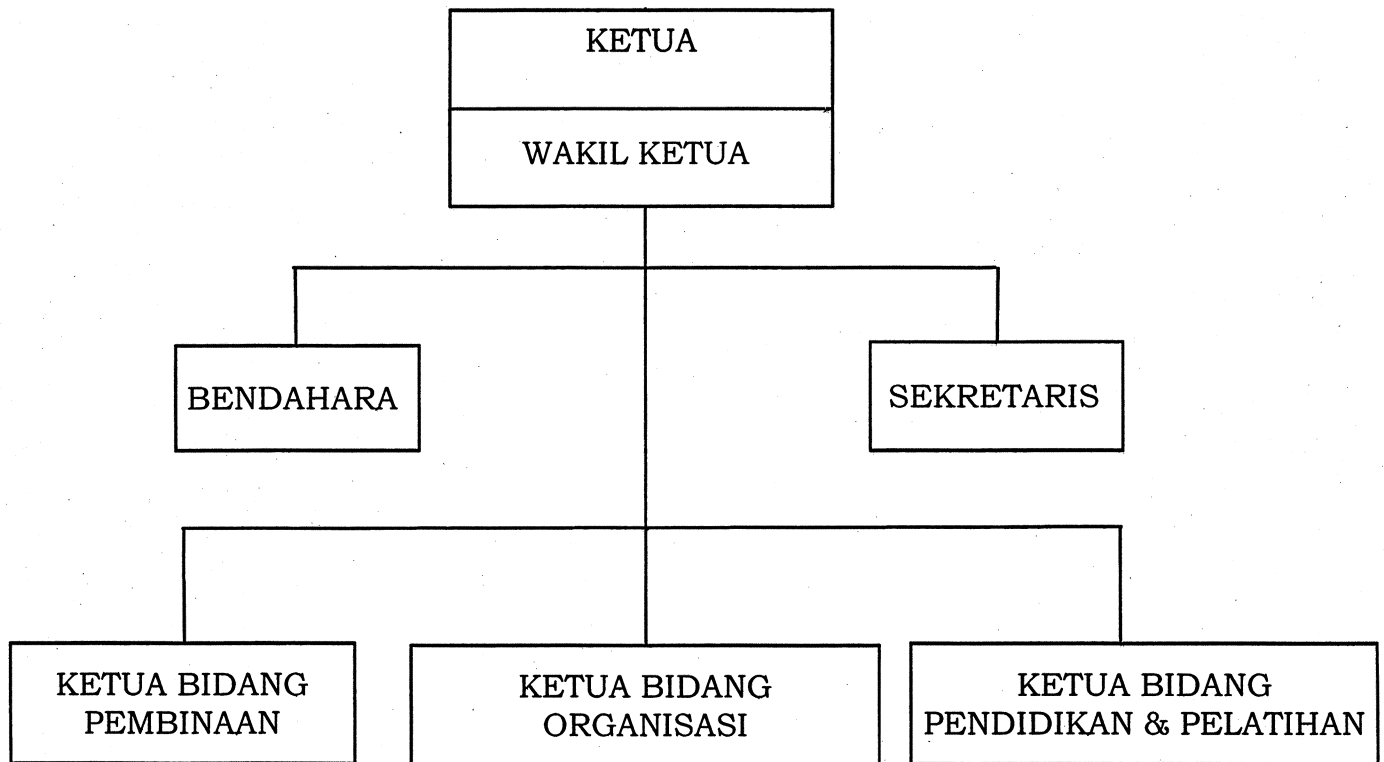 KETUA
WAKIL KETUA
BENDAHARA
SEKRETARIS
KETUA BIDANG
PEMBINAAN
KETUA BIDANG
ORGANISASI
KETUA BIDANG
PENDIDIKAN & PELATIHAN